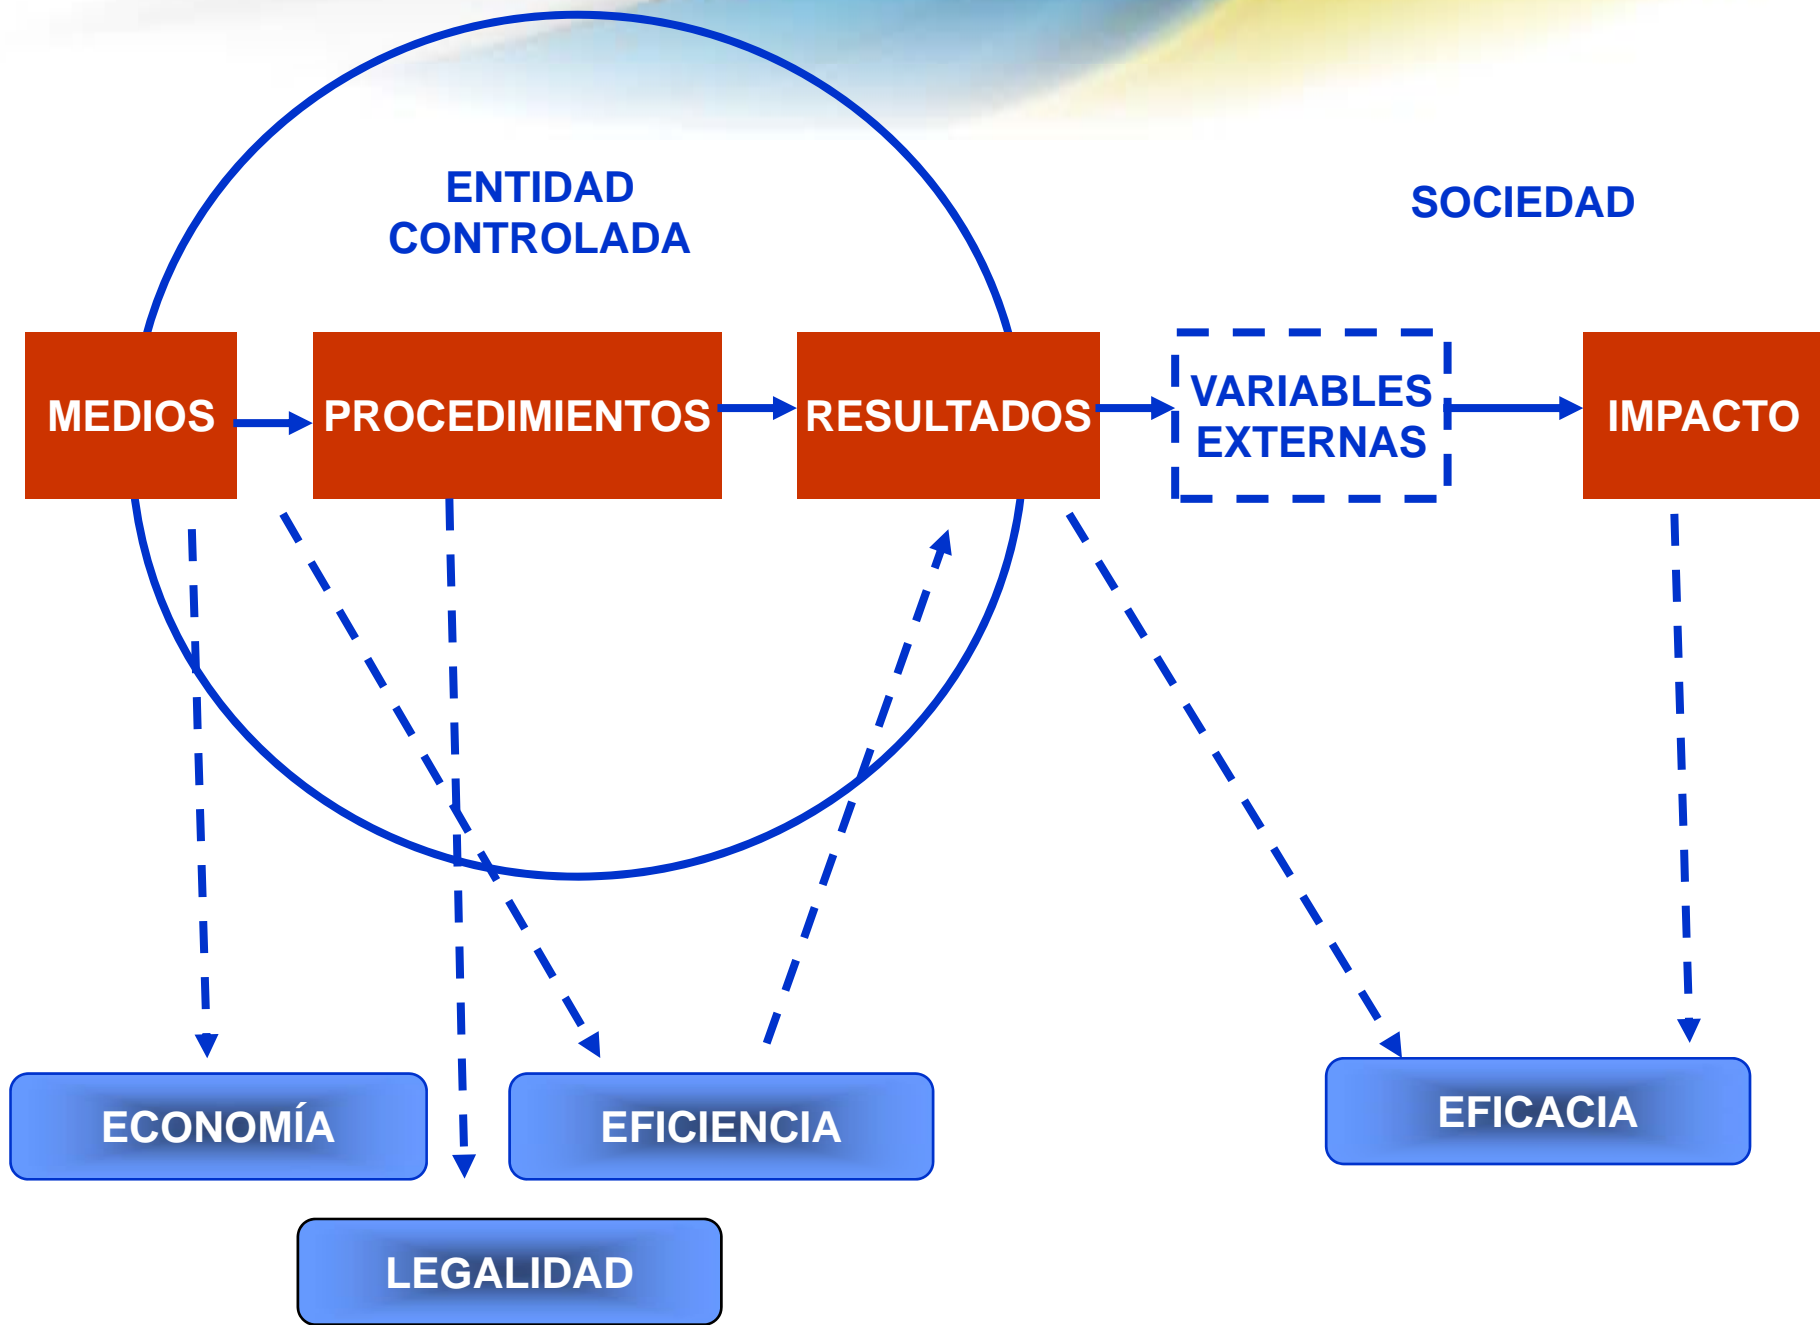 ENTIDAD
CONTROLADA
SOCIEDAD
MEDIOS
PROCEDIMIENTOS
RESULTADOS
VARIABLES
EXTERNAS
IMPACTO
ECONOMÍA
EFICIENCIA
EFICACIA
LEGALIDAD